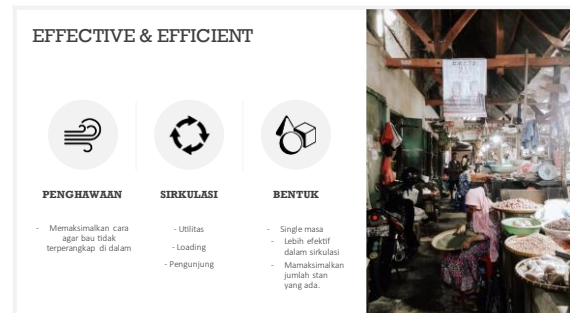 EFFECTIVE & EFFICIENT
PENGHAWAAN
- Memaksimalkan cara
agar bau tidak
terperangkap di dalam
SIRKULASI
- Utilitas
- Loading
- Pengunjung
BENTUK
- Single masa
- Lebih efektif
dalam sirkulasi
- Mamaksimalkan
jumlah stan
yang ada.